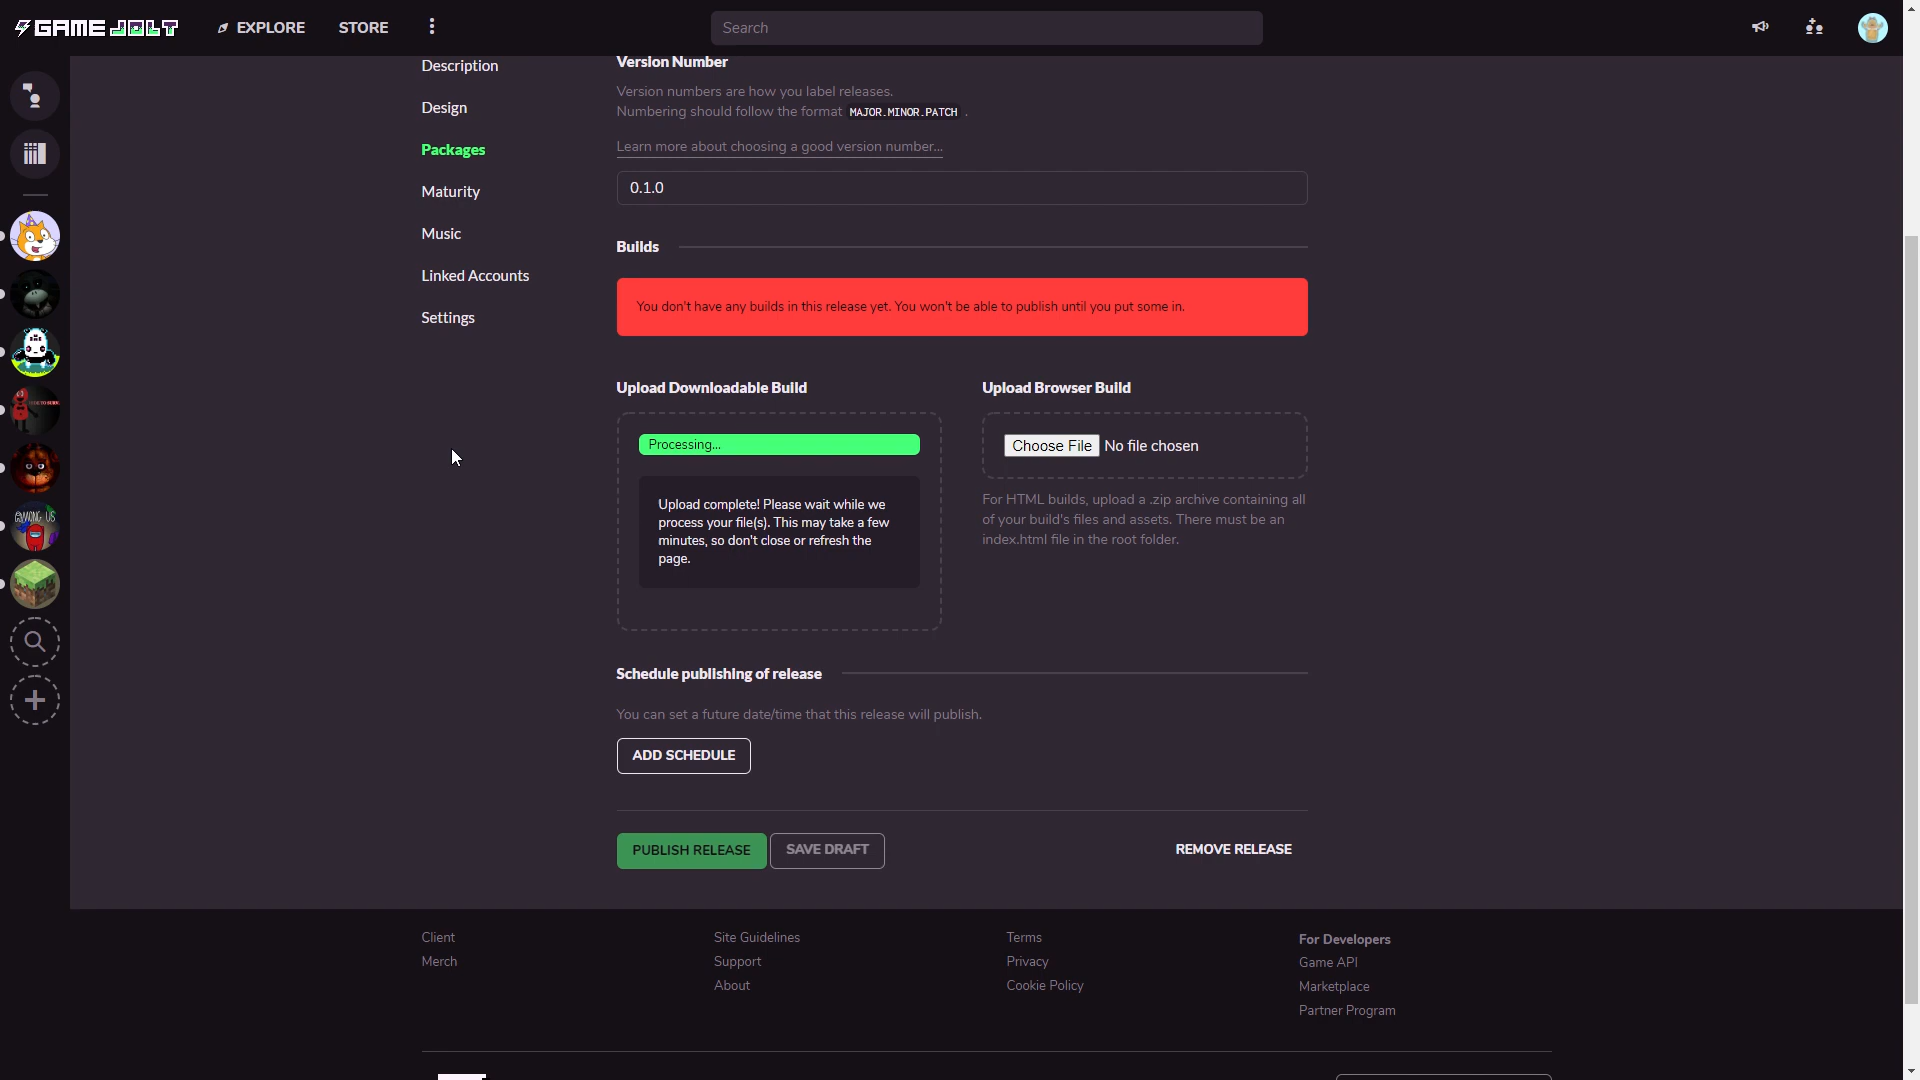 GAME JOLT
EXPLORE
STORE
Search
Description
Design
Packages
Maturity
Music
Linked Accounts
Settings
Version Number
Version numbers are how you label releases.
Numbering should follow the format MAJOR.MINOR.PATCH .
Learn more about choosing a good version number...
0.1.0
Builds
You don't have any builds in this release yet. You won't be able to publish until you put some in.
Upload Downloadable Build
Processing...
Upload complete! Please wait while we
process your file(s). This may take a few
minutes, so don't close or refresh the
page.
Upload Browser Build
Choose File No file chosen
For HTML builds, upload a .zip archive containing all
of your build's files and assets. There must be an
index.html file in the root folder.
Schedule publishing of release
You can set a future date/time that this release will publish.
ADD SCHEDULE
PUBLISH RELEASE
SAVE DRAFT
REMOVE RELEASE
AMONG US
Client
Merch
Site Guidelines
Support
About
Terms
Privacy
Cookie Policy
For Developers
Game API
Marketplace
Partner Program